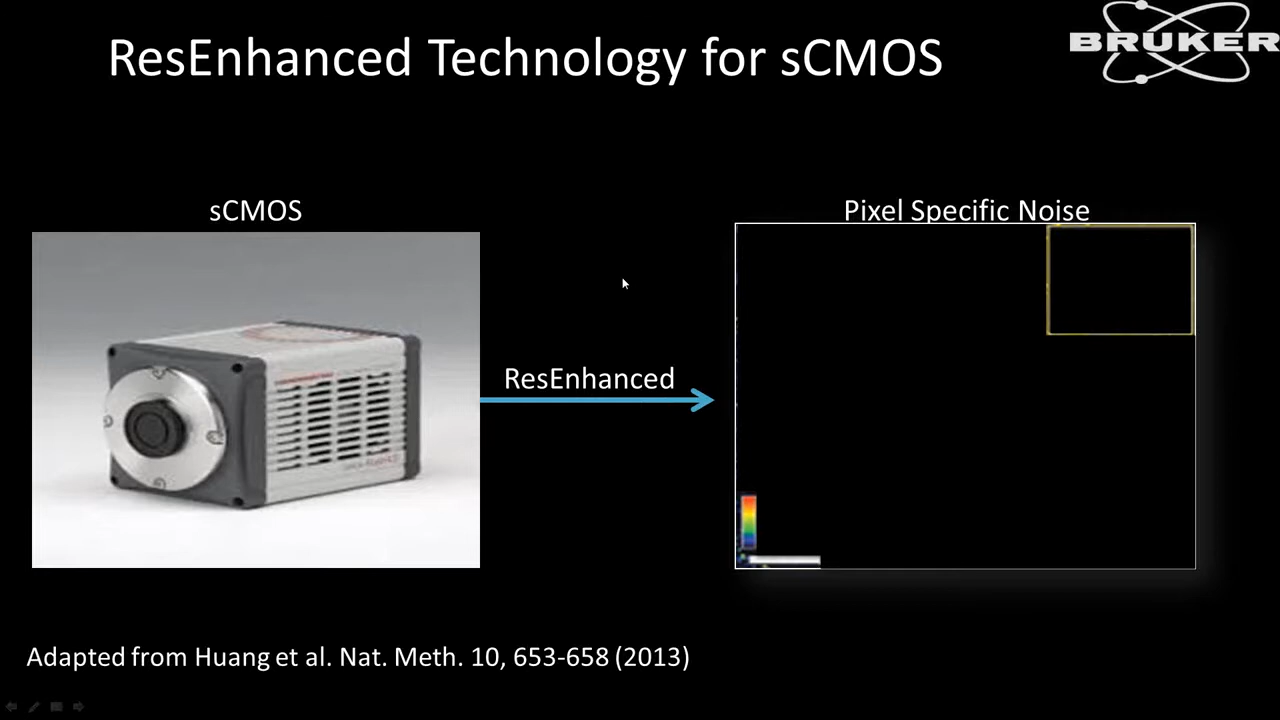 ResEnhanced Technology for sCMOS
BRUKER
sCMOS
Pixel Specific Noise
ResEnhanced
Adapted from Huang et al. Nat. Meth. 10, 653-658 (2013)